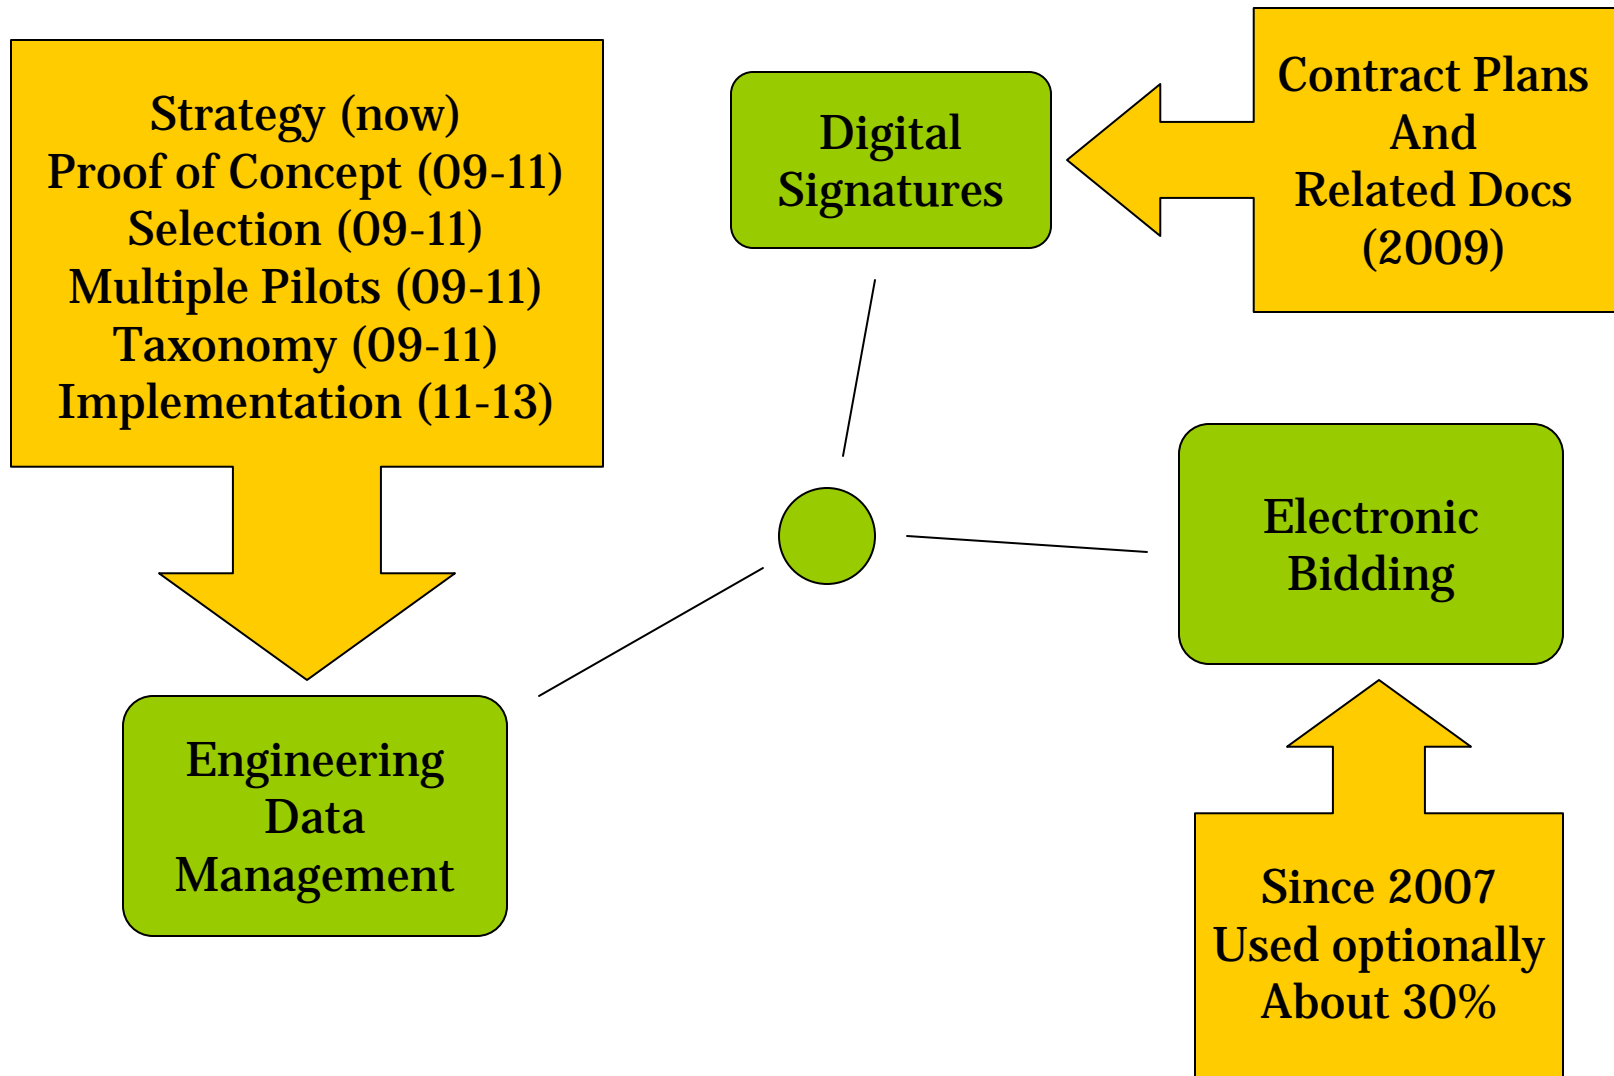 Strategy (now)
Proof of Concept (09-11)
Selection (09-11)
Multiple Pilots (09-11)
Taxonomy (09-11)
Implementation (11-13)
Digital
Signatures
Contract Plans
And
Related Docs
(2009)
Electronic
Bidding
Engineering
Data
Management
Since 2007
Used optionally
About 30%